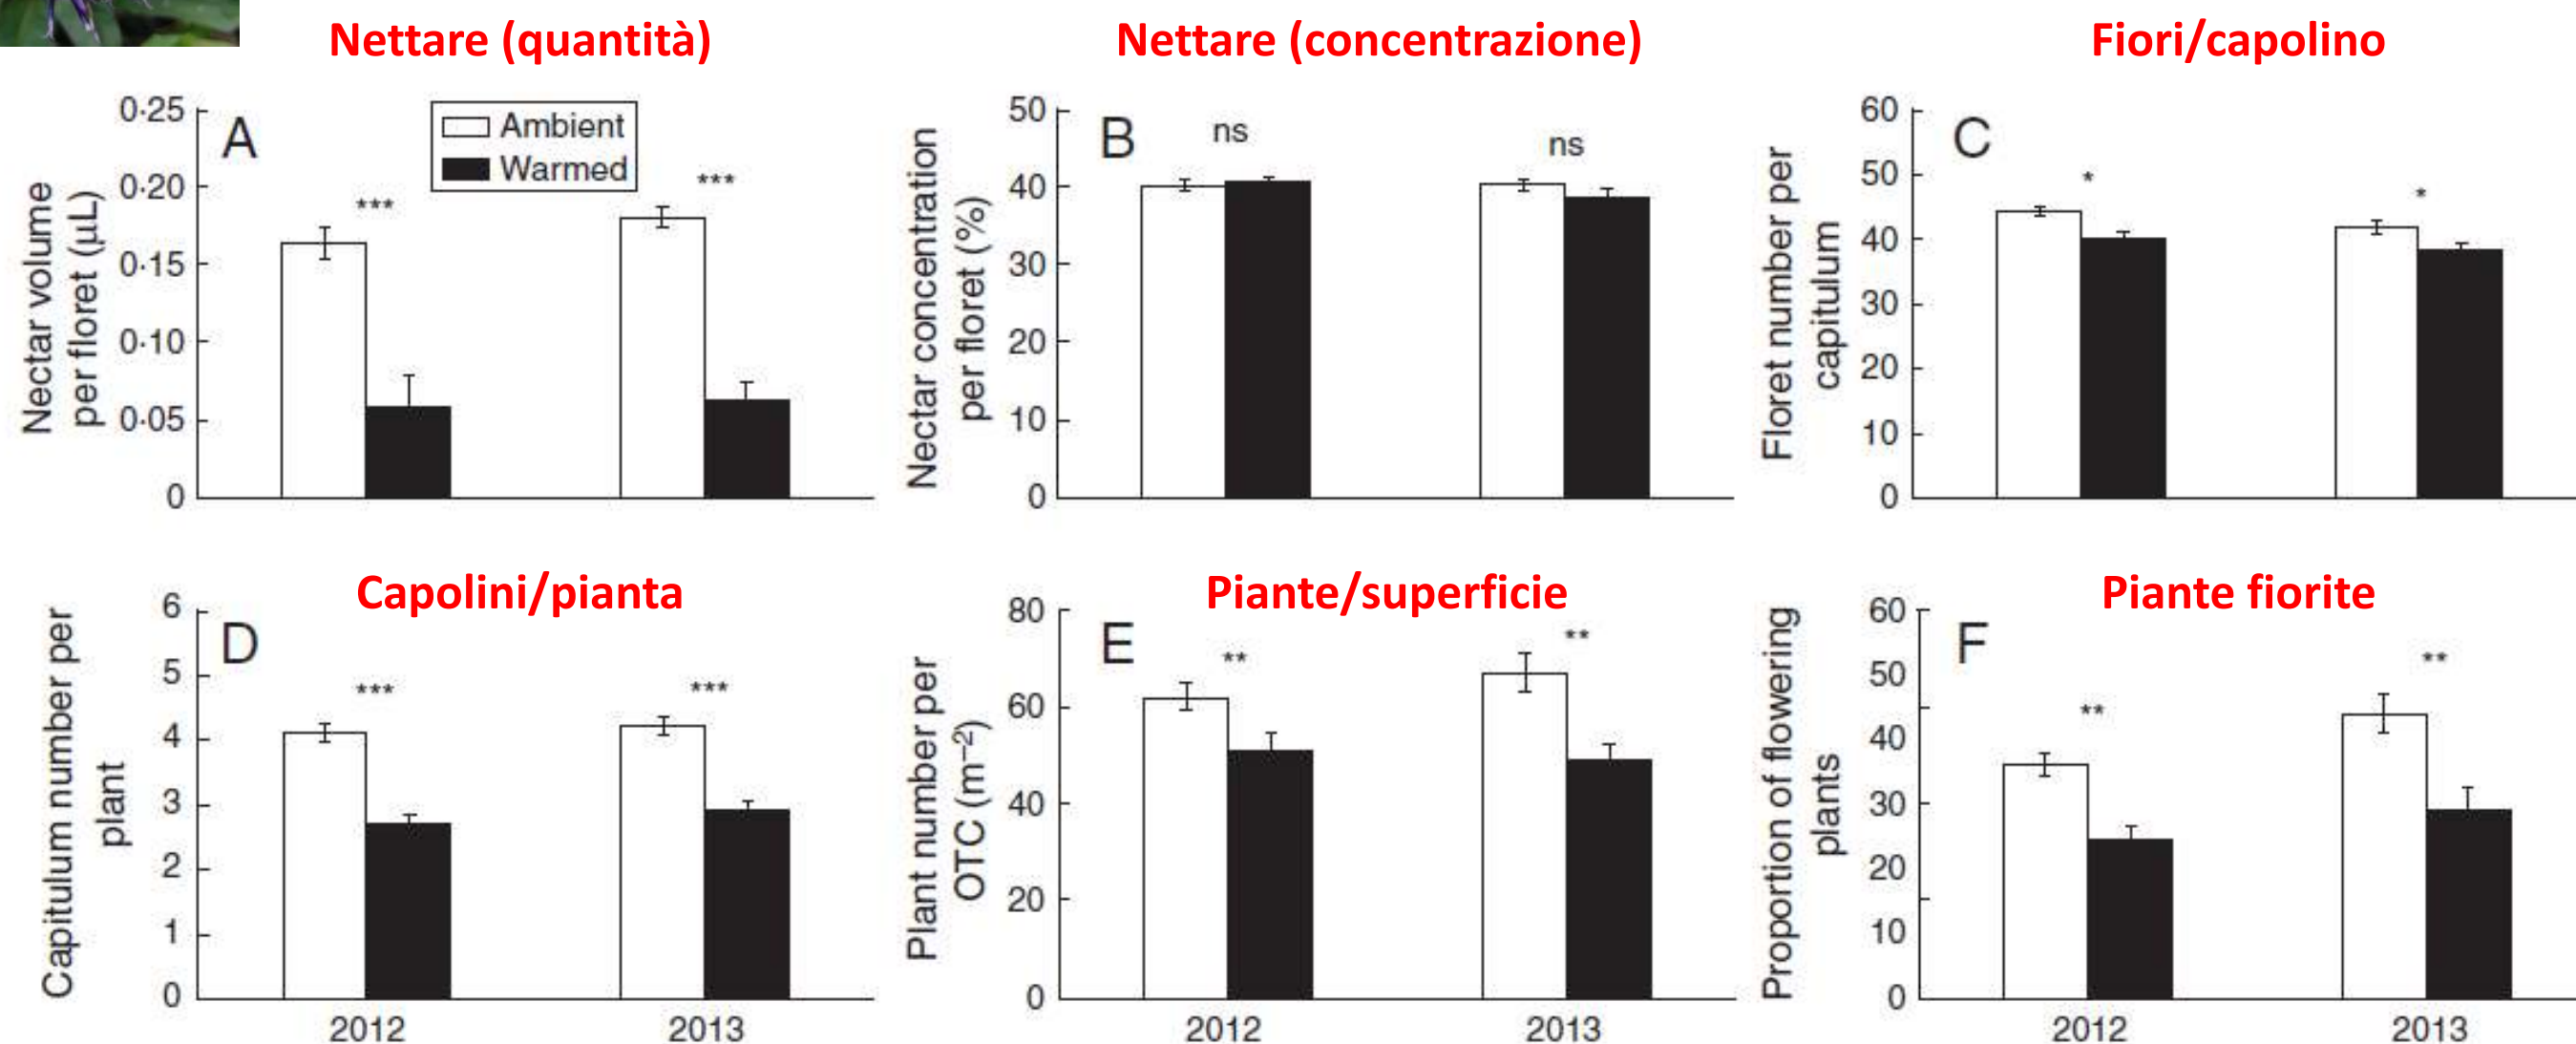 Nettare (quantità)
Nettare (concentrazione)
Fiori/capolino
A
Ambient
Warmed
***
***
0·25
0·20
0·15
0·10
0·05
0
Nectar volume
per floret (µL)
B
ns
ns
50
40
30
20
10
0
Nectar concentration
per floret (%)
C
*
*
60
50
40
30
20
10
0
Floret number per
capitulum
Capolini/pianta
Piante/superficie
Piante fiorite
D
***
***
6
5
4
3
2
1
0
Capitulum number per
plant
2012
2013
E
**
**
80
60
40
20
0
Plant number per
OTC (m⁻²)
2012
2013
F
**
**
60
50
40
30
20
10
0
Proportion of flowering
plants
2012
2013